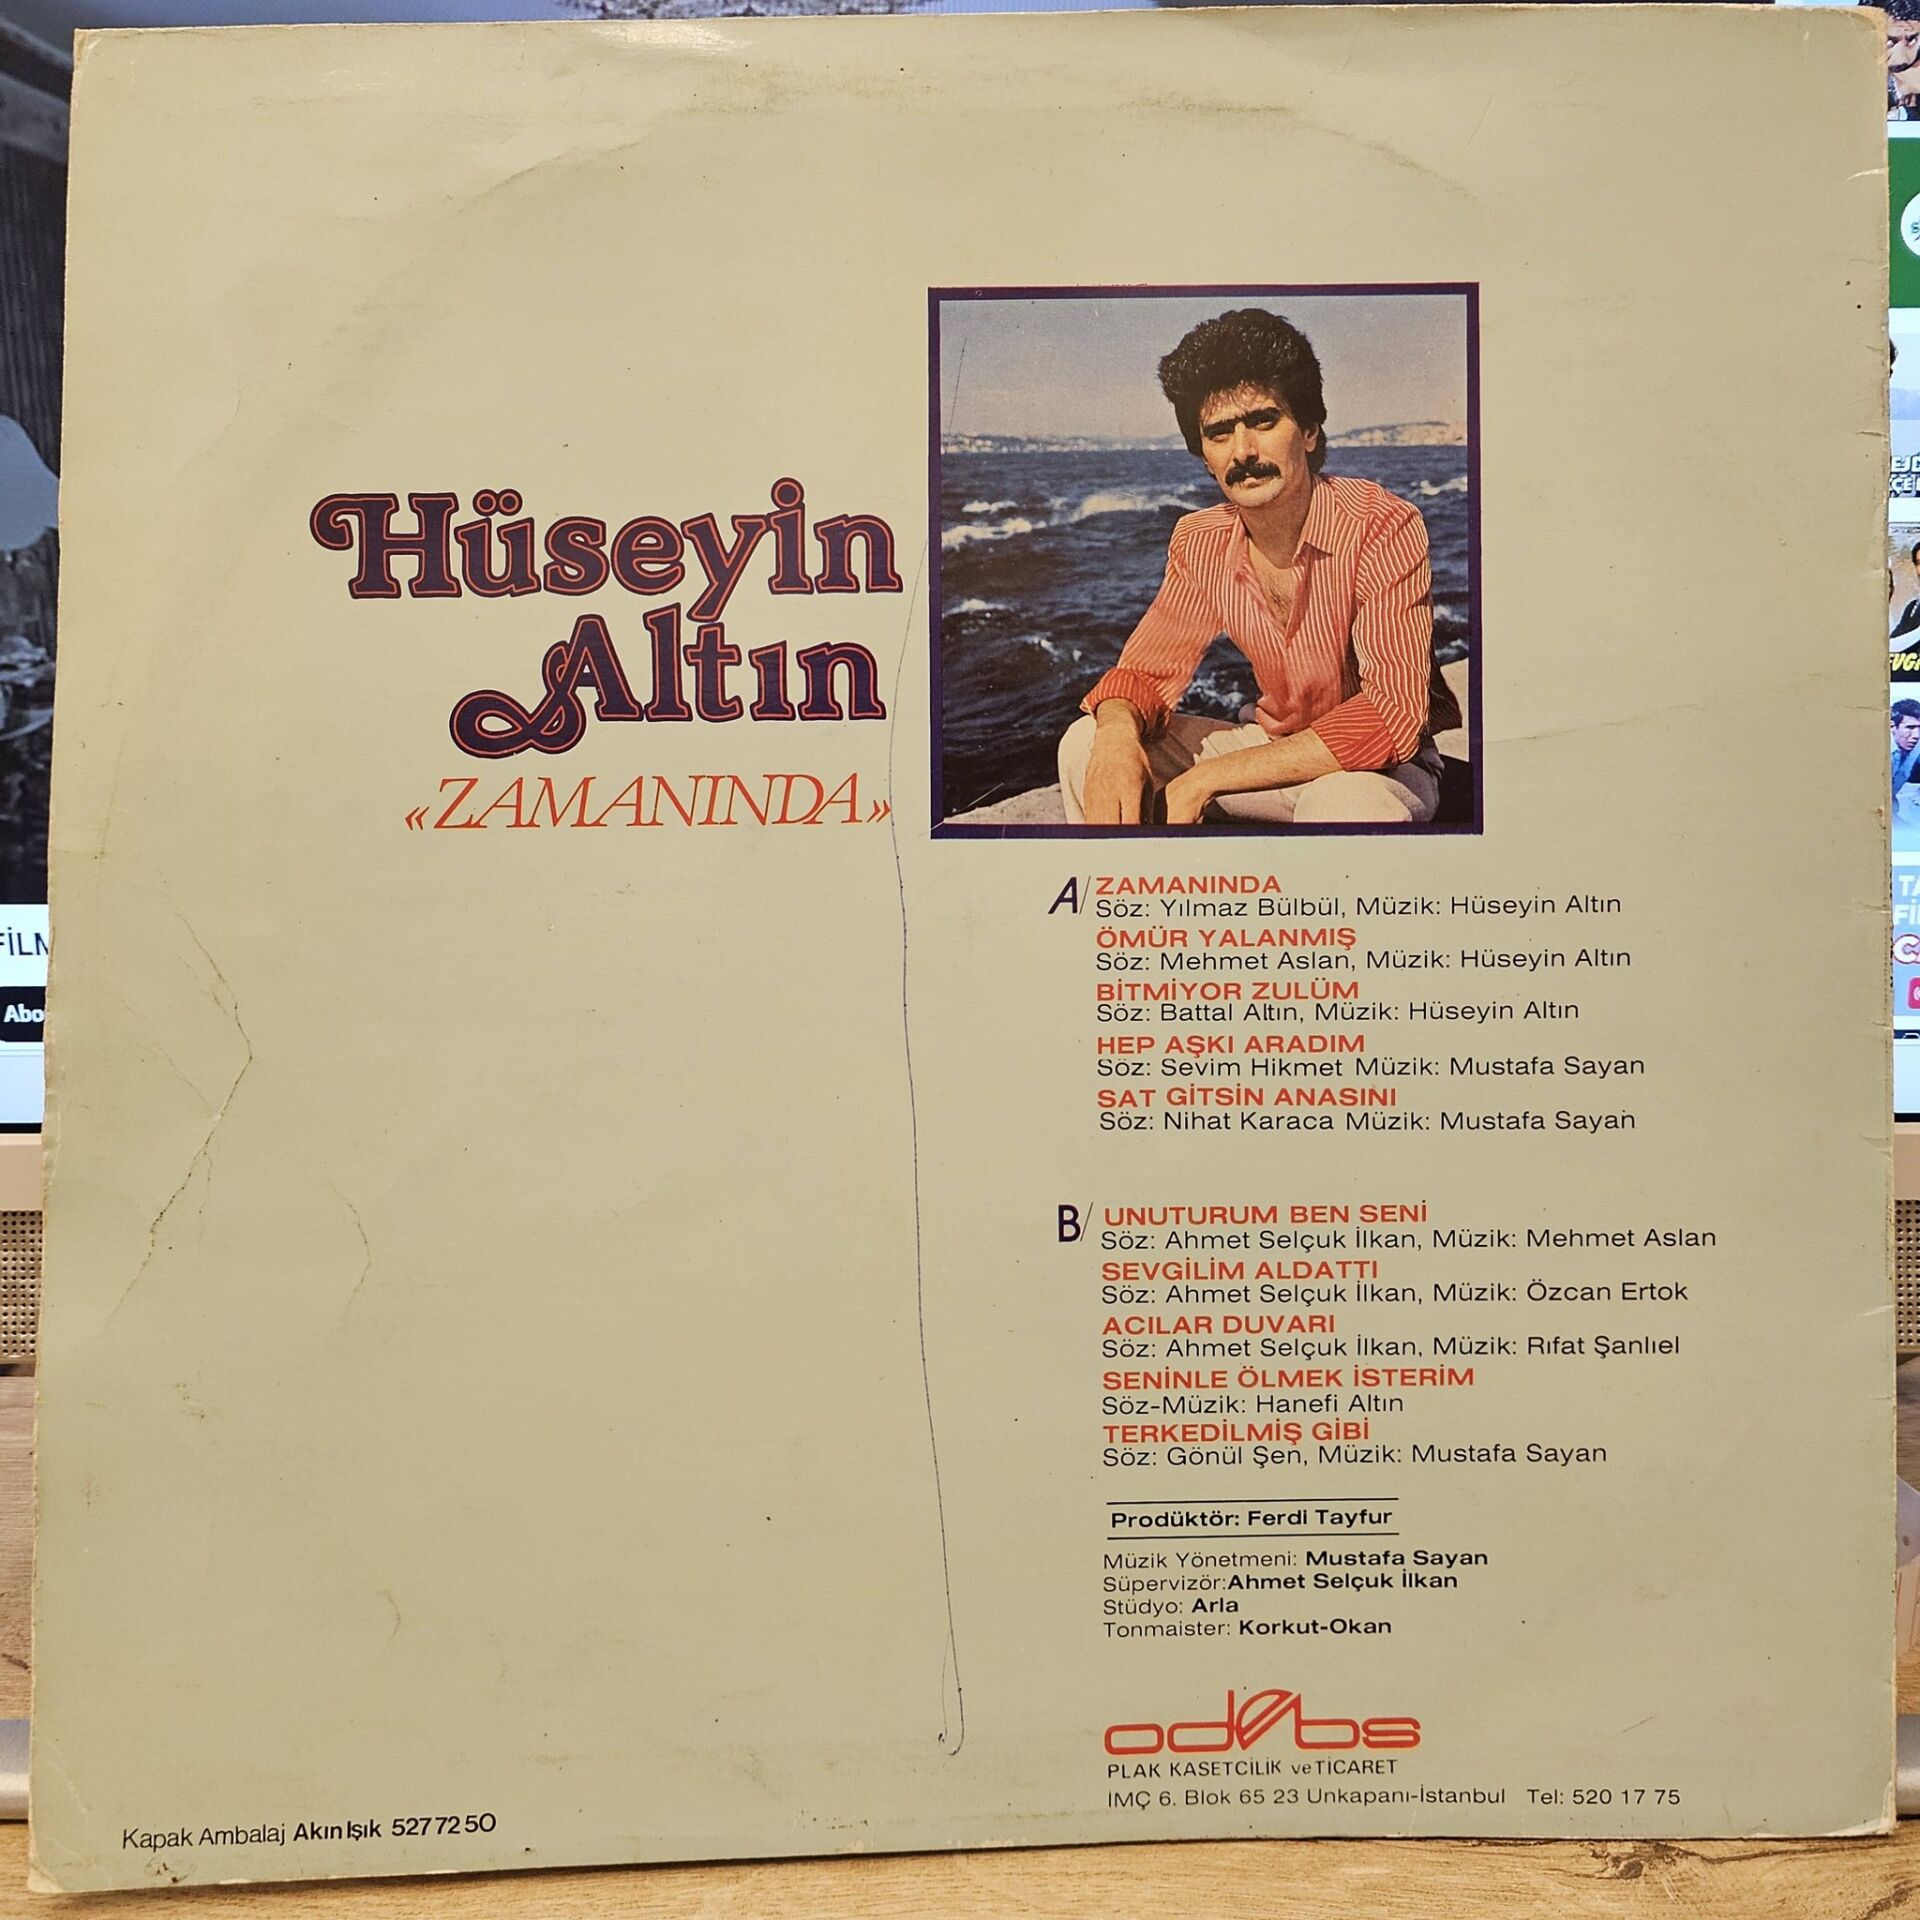 Hüseyin
Altın
«ZAMANINDA»
A/ ZAMANINDA
Söz: Yılmaz Bülbül, Müzik: Hüseyin Altın
ÖMÜR YALANMIŞ
Söz: Mehmet Aslan, Müzik: Hüseyin Altın
BİTMİYOR ZULÜM
Söz: Battal Altın, Müzik: Hüseyin Altın
HEP AŞKI ARADIM
Söz: Sevim Hikmet Müzik: Mustafa Sayan
SAT GİTSİN ANASINI
Söz: Nihat Karaca Müzik: Mustafa Sayan
B/ UNUTURUM BEN SENİ
Söz: Ahmet Selçuk İlkan, Müzik: Mehmet Aslan
SEVGİLİM ALDATTI
Söz: Ahmet Selçuk İlkan, Müzik: Özcan Ertok
ACILAR DUVARI
Söz: Ahmet Selçuk İlkan, Müzik: Rıfat Şanlıel
SENİNLE ÖLMEK İSTERİM
Söz-Müzik: Hanefi Altın
TERKEDİLMİŞ GİBİ
Söz: Gönül Şen, Müzik: Mustafa Sayan
Prodüktör: Ferdi Tayfur
Müzik Yönetmeni: Mustafa Sayan
Süpervizör:Ahmet Selçuk İlkan
Stüdyo: Arla
Tonmaister: Korkut-Okan
odebs
PLAK KASETCİLİK ve TİCARET
İMÇ 6. Blok 65 23 Unkapanı-İstanbul Tel: 520 17 75
Kapak Ambalaj Akın Işık 527 72 50
FİLM
Abo